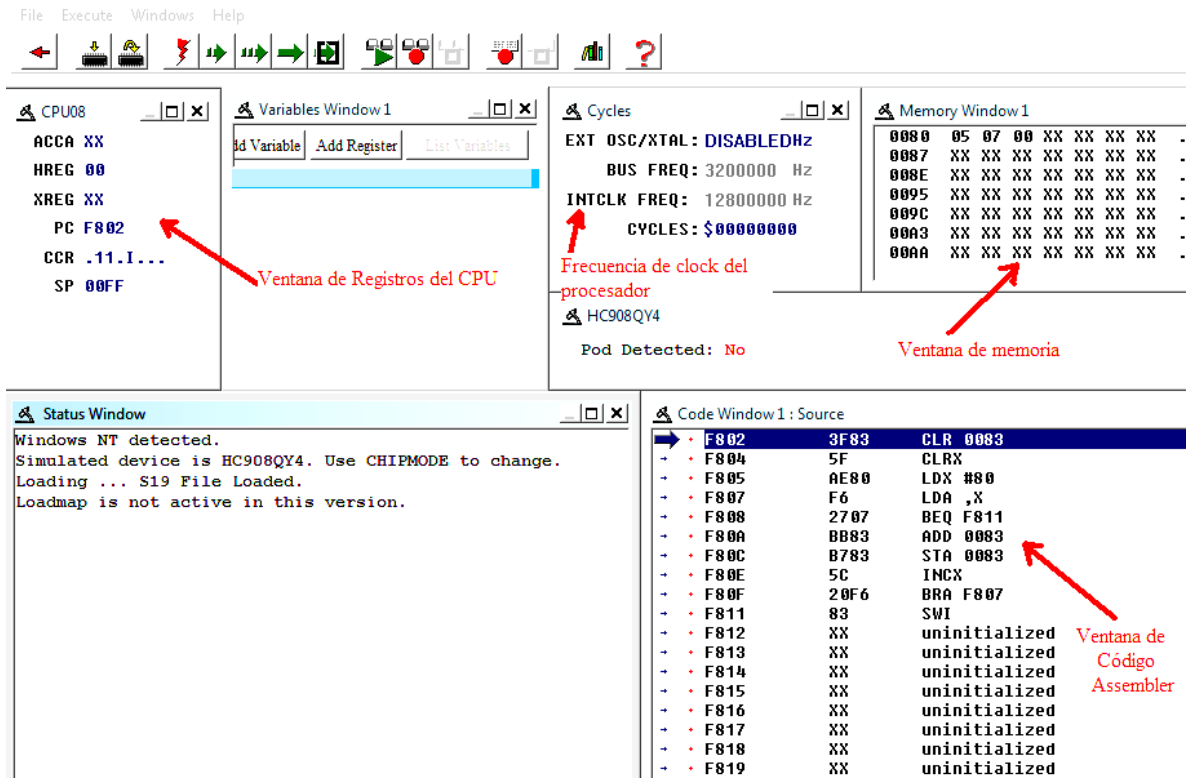 File Execute Windows Help
CPU08
ACCA XX
HREG 00
XREG XX
PC F802
CCR .11.I...
SP 00FF
Ventana de Registros del CPU
Variables Window 1
dd Variable Add Register List Variables
Cycles
EXT OSC/XTAL: DISABLEDHz
BUS FREQ: 3200000 Hz
INTCLK FREQ: 12800000 Hz
CYCLES: $00000000
Frecuencia de clock del
procesador
Memory Window 1
0080 05 07 00 XX XX XX XX .
0087 XX XX XX XX XX XX XX .
008E XX XX XX XX XX XX XX .
0095 XX XX XX XX XX XX XX .
009C XX XX XX XX XX XX XX .
00A3 XX XX XX XX XX XX XX .
00AA XX XX XX XX XX XX XX .
Ventana de memoria
HC908QY4
Pod Detected: No
Status Window
Windows NT detected.
Simulated device is HC908QY4. Use CHIPMODE to change.
Loading ... S19 File Loaded.
Loadmap is not active in this version.
Code Window 1 : Source
F802 3F83 CLR 0083
F804 5F CLRX
F805 AE80 LDX #80
F807 F6 LDA ,X
F808 2707 BEQ F811
F80A BB83 ADD 0083
F80C B783 STA 0083
F80E 5C INCX
F80F 20F6 BRA F807
F811 83 SWI
F812 XX uninitialized
F813 XX uninitialized
F814 XX uninitialized
F815 XX uninitialized
F816 XX uninitialized
F817 XX uninitialized
F818 XX uninitialized
F819 XX uninitialized
Ventana de
Código
Assembler